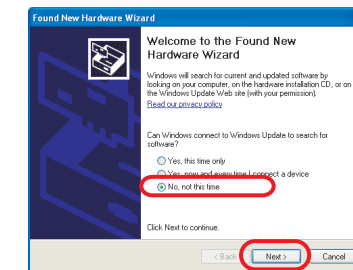 Found New Hardware Wizard
Welcome to the Found New
Hardware Wizard
Windows will search for current and updated software by
looking on your computer, on the hardware installation CD, or on
the Windows Update Web site (with your permission).
Read our privacy policy
Can Windows connect to Windows Update to search for
software?
Yes, this time only
Yes, now and every time I connect a device
No, not this time
Click Next to continue.
< Back
Next >
Cancel